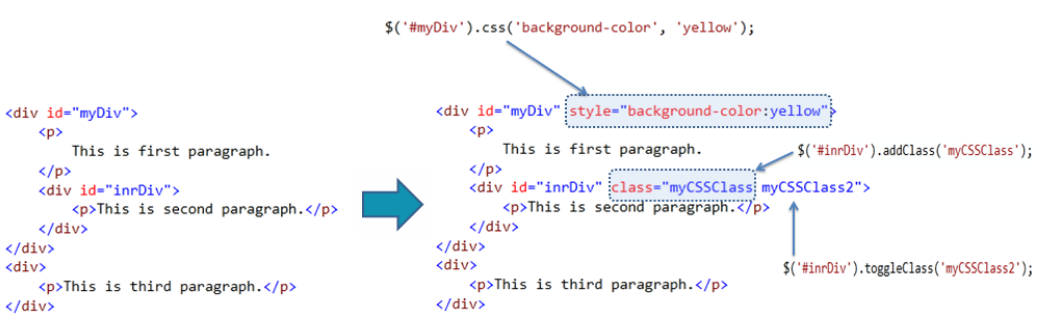 $('#myDiv').css('background-color', 'yellow');
<div id="myDiv">
<p>
This is first paragraph.
</p>
<div id="inrDiv">
<p>This is second paragraph.</p>
</div>
</div>
<div>
<p>This is third paragraph.</p>
</div>
<div id="myDiv" style="background-color:yellow">
<p>
This is first paragraph.
</p>
<div id="inrDiv" class="myCSSClass myCSSClass2">
<p>This is second paragraph.</p>
</div>
</div>
<div>
<p>This is third paragraph.</p>
</div>
$('#inrDiv').addClass('myCSSClass');
$('#inrDiv').toggleClass('myCSSClass2');